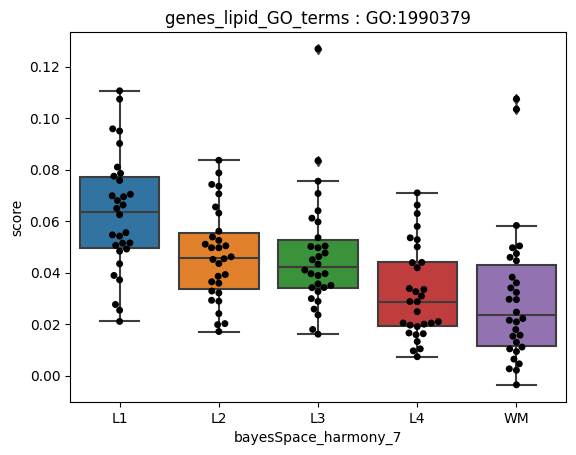 genes_lipid_GO_terms : GO:1990379
0.12
0.10
0.08
0.06
0.04
0.02
0.00
score
L1 L2 L3 L4 WM
bayesSpace_harmony_7